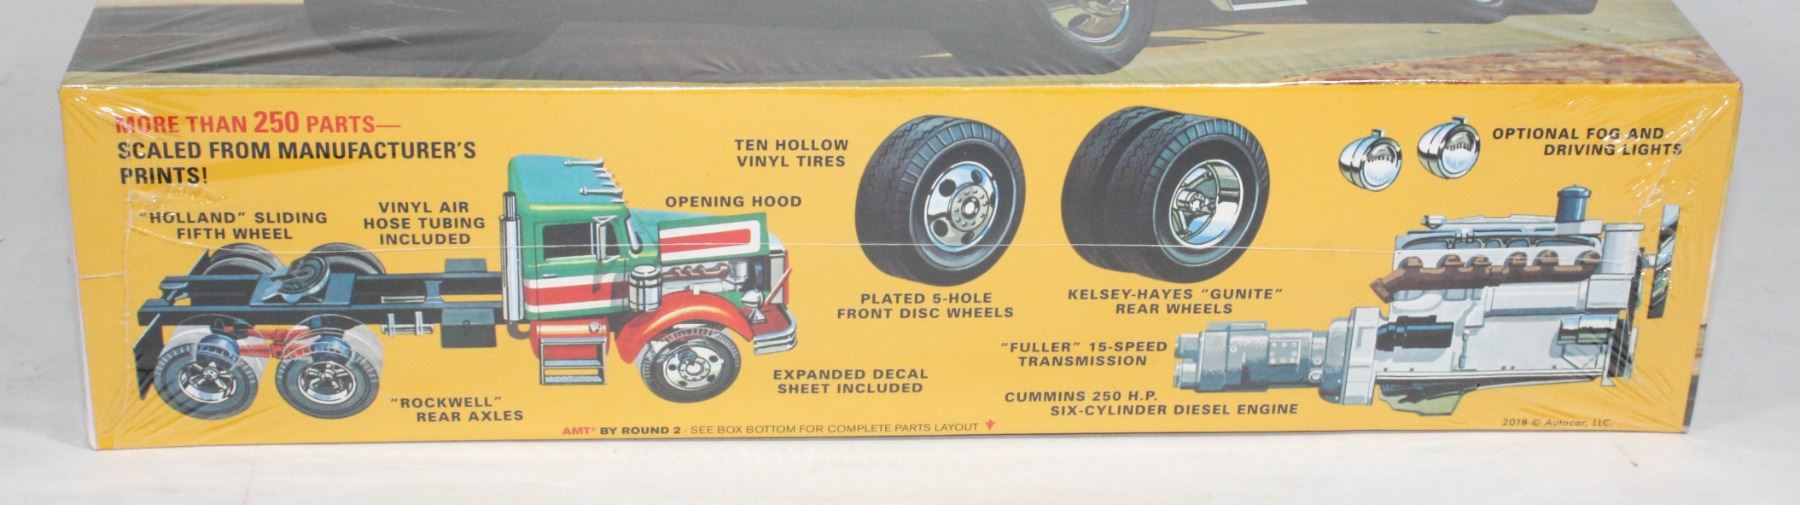 MORE THAN 250 PARTS—
SCALED FROM MANUFACTURER'S
PRINTS!
"HOLLAND" SLIDING
FIFTH WHEEL
VINYL AIR
HOSE TUBING
INCLUDED
OPENING HOOD
"ROCKWELL"
REAR AXLES
EXPANDED DECAL
SHEET INCLUDED
TEN HOLLOW
VINYL TIRES
PLATED 5-HOLE
FRONT DISC WHEELS
KELSEY-HAYES "GUNITE"
REAR WHEELS
OPTIONAL FOG AND
DRIVING LIGHTS
"FULLER" 15-SPEED
TRANSMISSION
CUMMINS 250 H.P.
SIX-CYLINDER DIESEL ENGINE
AMT® BY ROUND 2 - SEE BOX BOTTOM FOR COMPLETE PARTS LAYOUT
2018 © Autocar, LLC.